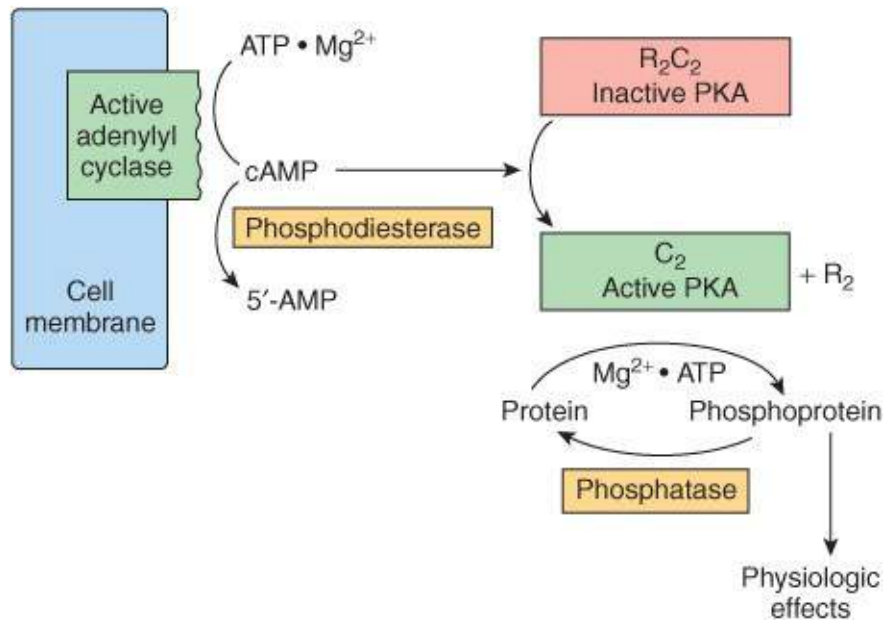 ATP • Mg²⁺
Active
adenylyl
cyclase
cAMP
Phosphodiesterase
5′-AMP
Cell
membrane
R₂C₂
Inactive PKA
C₂
Active PKA
+ R₂
Mg²⁺ • ATP
Protein
Phosphoprotein
Phosphatase
Physiologic
effects